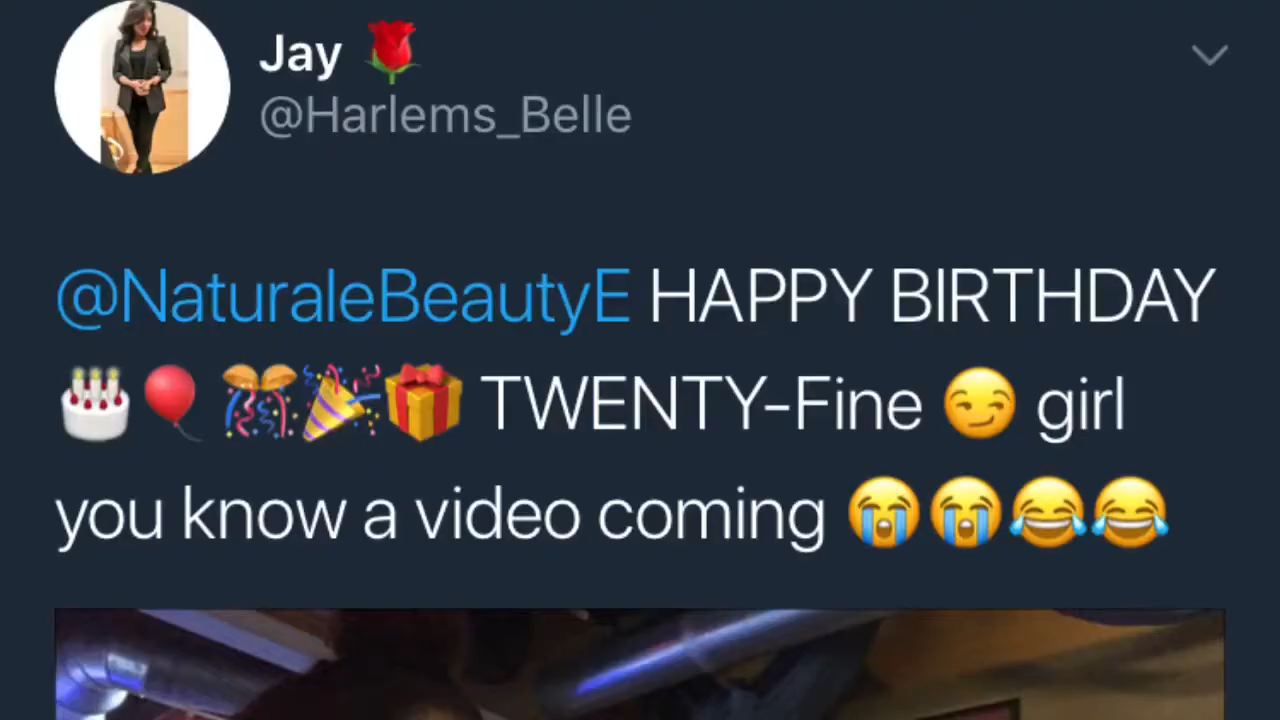 Jay 🌹
@Harlems_Belle
@NaturaleBeautyE HAPPY BIRTHDAY
🎂🎈🎊🎉🎁 TWENTY-Fine 😏 girl
you know a video coming 😭😭😂😂